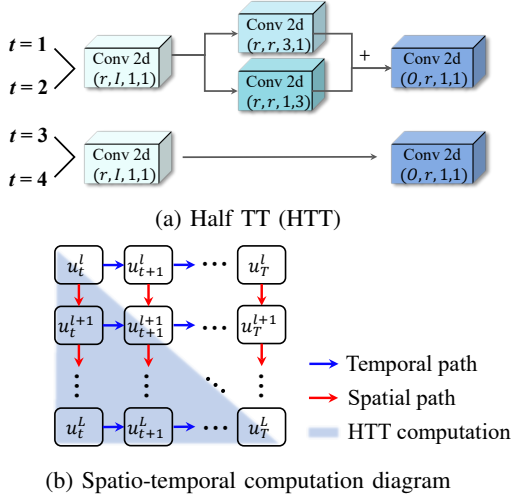 t = 1
t = 2
Conv 2d
(r, I,1,1)
Conv 2d
(r, r,3,1)
Conv 2d
(r, r,1,3)
+
Conv 2d
(O, r,1,1)
t = 3
t = 4
Conv 2d
(r, I,1,1)
Conv 2d
(O, r,1,1)
(a) Half TT (HTT)
u_t^l u_{t+1}^l ··· u_T^l
u_t^{l+1} u_{t+1}^{l+1} ··· u_T^{l+1}
⋮ ⋮ ⋱ ⋮
u_t^L u_{t+1}^L ··· u_T^L
Temporal path
Spatial path
HTT computation
(b) Spatio-temporal computation diagram